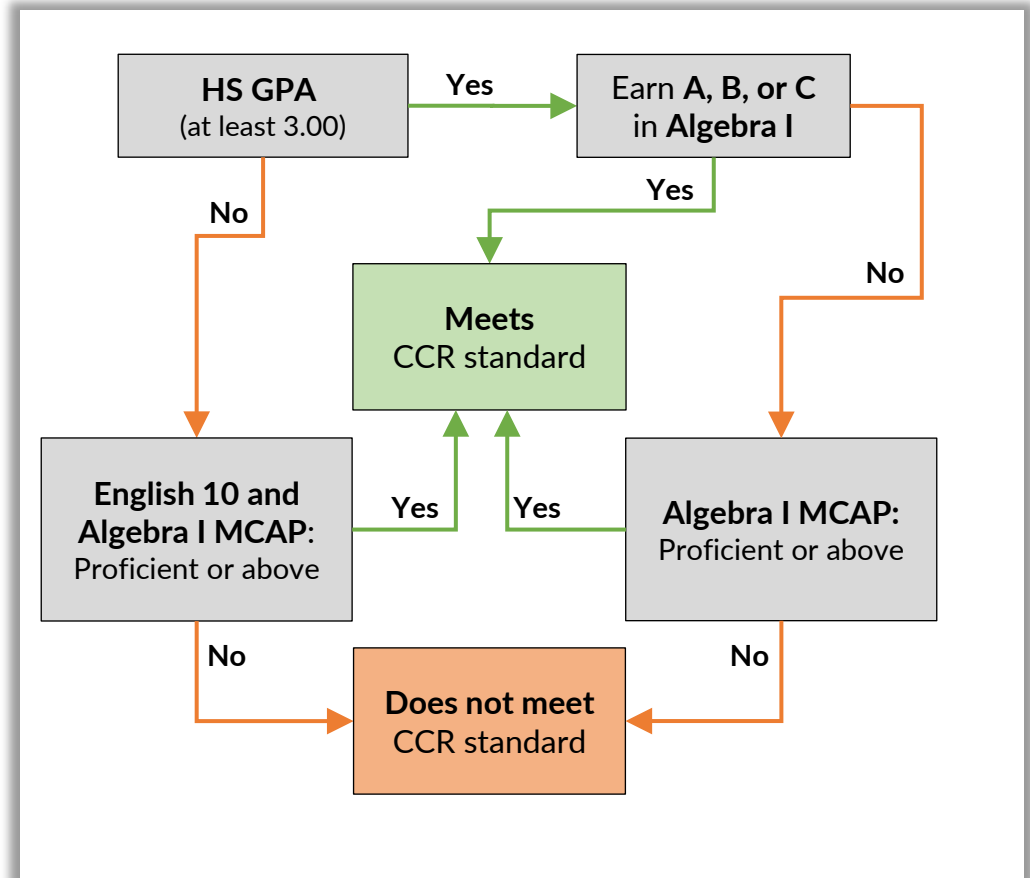 HS GPA
(at least 3.00)
Yes
Earn A, B, or C
in Algebra I
No
Yes
No
Meets
CCR standard
English 10 and
Algebra I MCAP:
Proficient or above
Yes
Yes
Algebra I MCAP:
Proficient or above
No
No
Does not meet
CCR standard